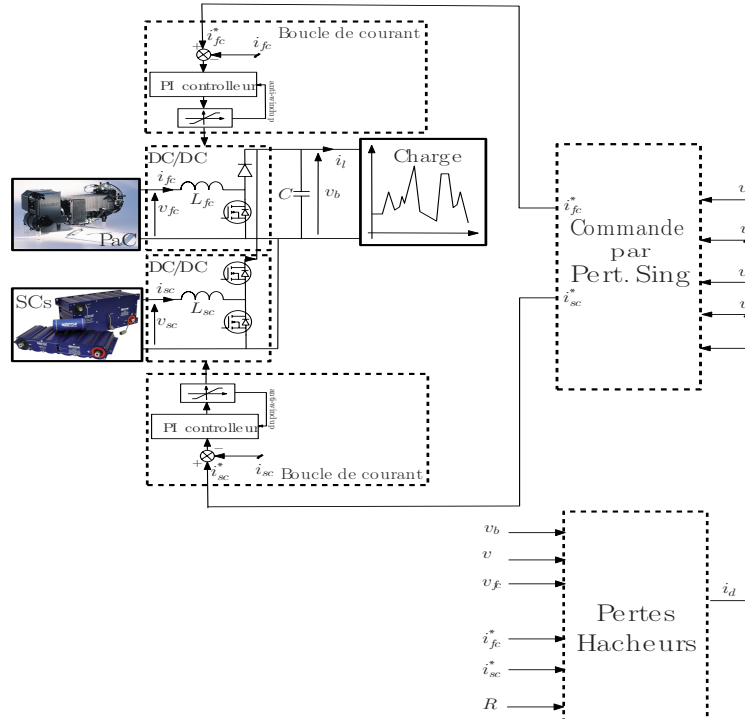 i*fc
ifc
Boucle de courant
+
−
PI controlleur
anti-windup
DC/DC
ifc
Lfc
vfc
PaC
C
vb
il
Charge
DC/DC
SCs
isc
Lsc
vsc
anti-windup
PI controlleur
−
+
i*sc
isc
Boucle de courant
i*fc
Commande
par
Pert. Sing
i*sc
v
v
v
v
vb
v
vfc
i*fc
i*sc
R
Pertes
Hacheurs
id